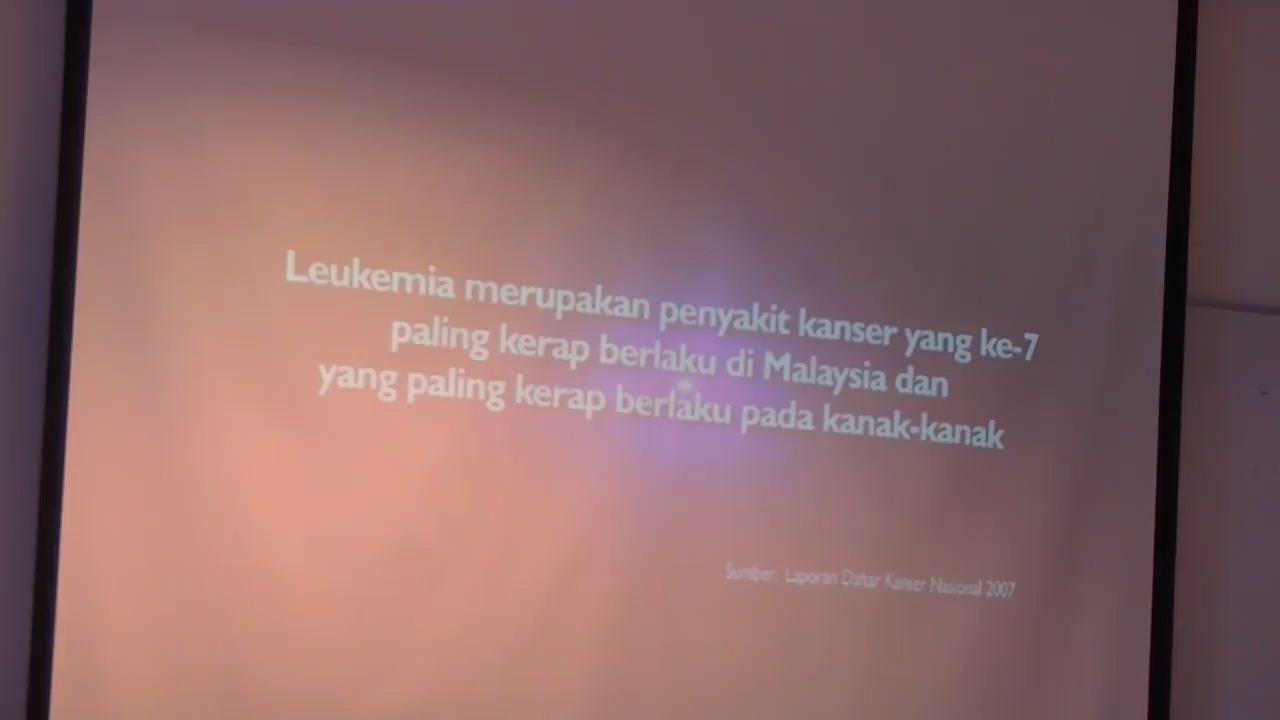 Leukemia merupakan penyakit kanser yang ke-7
paling kerap berlaku di Malaysia dan
yang paling kerap berlaku pada kanak-kanak
Sumber: Laporan Daftar Kanser Nasional 2007